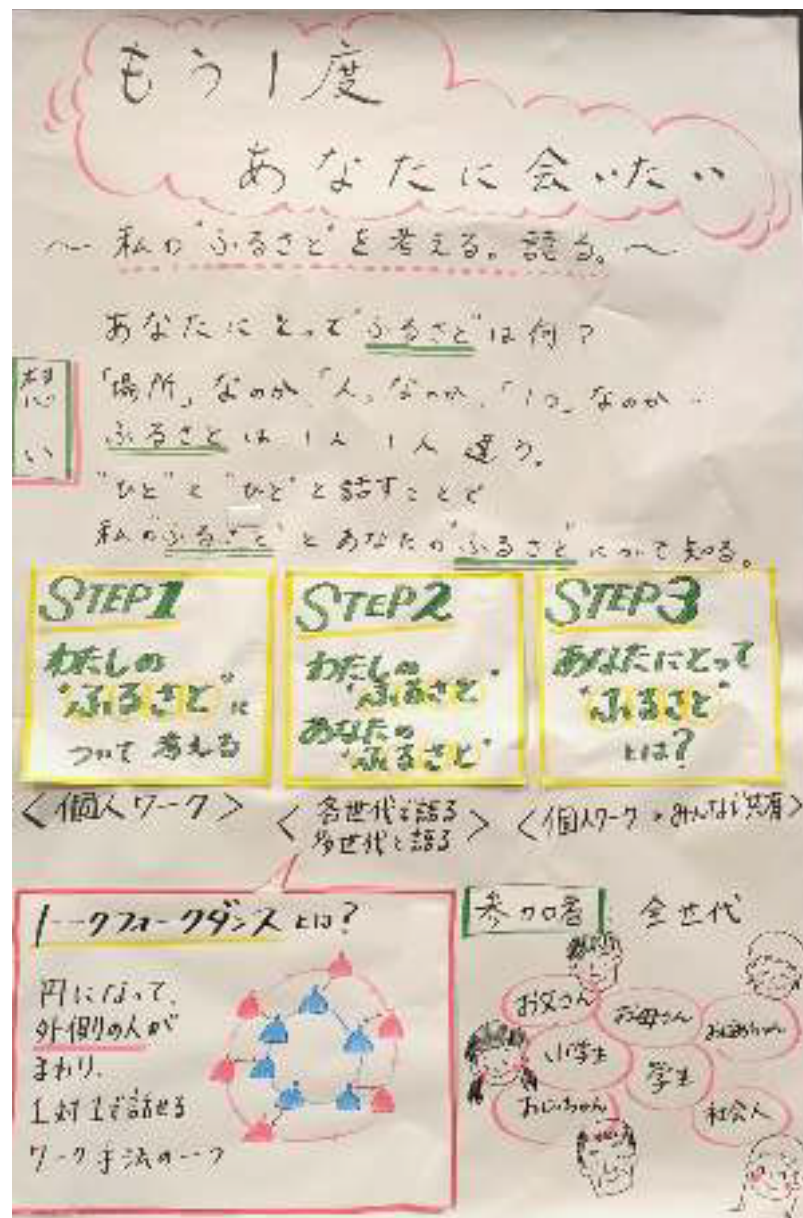 もう1度
あなたに会いたい
～私の"ふるさと"を考える。語る。～
想い
あなたにとって"ふるさと"は何?
「場所」なのか「人」なのか、「」なのか…
ふるさとは1人1人違う。
"ひと"と"ひと"と話すことで
私の"ふるさと"とあなたの"ふるさと"について知る。
STEP1
わたしの
"ふるさと"に
ついて考える
<個人ワーク>
STEP2
わたしの
"ふるさと"
あなたの
"ふるさと"
<各世代で語る
多世代と語る>
STEP3
あなたにとって
"ふるさと"
とは?
<個人ワーク・みんなで共有>
トークフォークダンスとは?
円になって、
外側の人が
まわり、
1対1で話せる
ワーク手法の一つ
参加者 全世代
お父さん
お母さん
おばあちゃん
小学生
学生
おじいちゃん
社会人